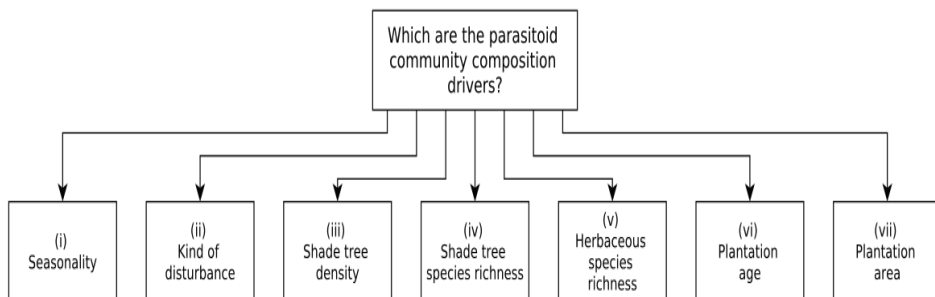 Which are the parasitoid
community composition
drivers?
(i)
Seasonality
(ii)
Kind of
disturbance
(iii)
Shade tree
density
(iv)
Shade tree
species richness
(v)
Herbaceous
species
richness
(vi)
Plantation
age
(vii)
Plantation
area